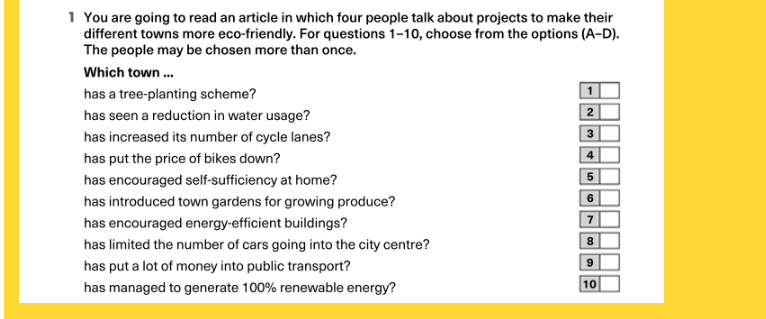 1 You are going to read an article in which four people talk about projects to make their
different towns more eco-friendly. For questions 1–10, choose from the options (A–D).
The people may be chosen more than once.
Which town ...
has a tree-planting scheme? 1
has seen a reduction in water usage? 2
has increased its number of cycle lanes? 3
has put the price of bikes down? 4
has encouraged self-sufficiency at home? 5
has introduced town gardens for growing produce? 6
has encouraged energy-efficient buildings? 7
has limited the number of cars going into the city centre? 8
has put a lot of money into public transport? 9
has managed to generate 100% renewable energy? 10